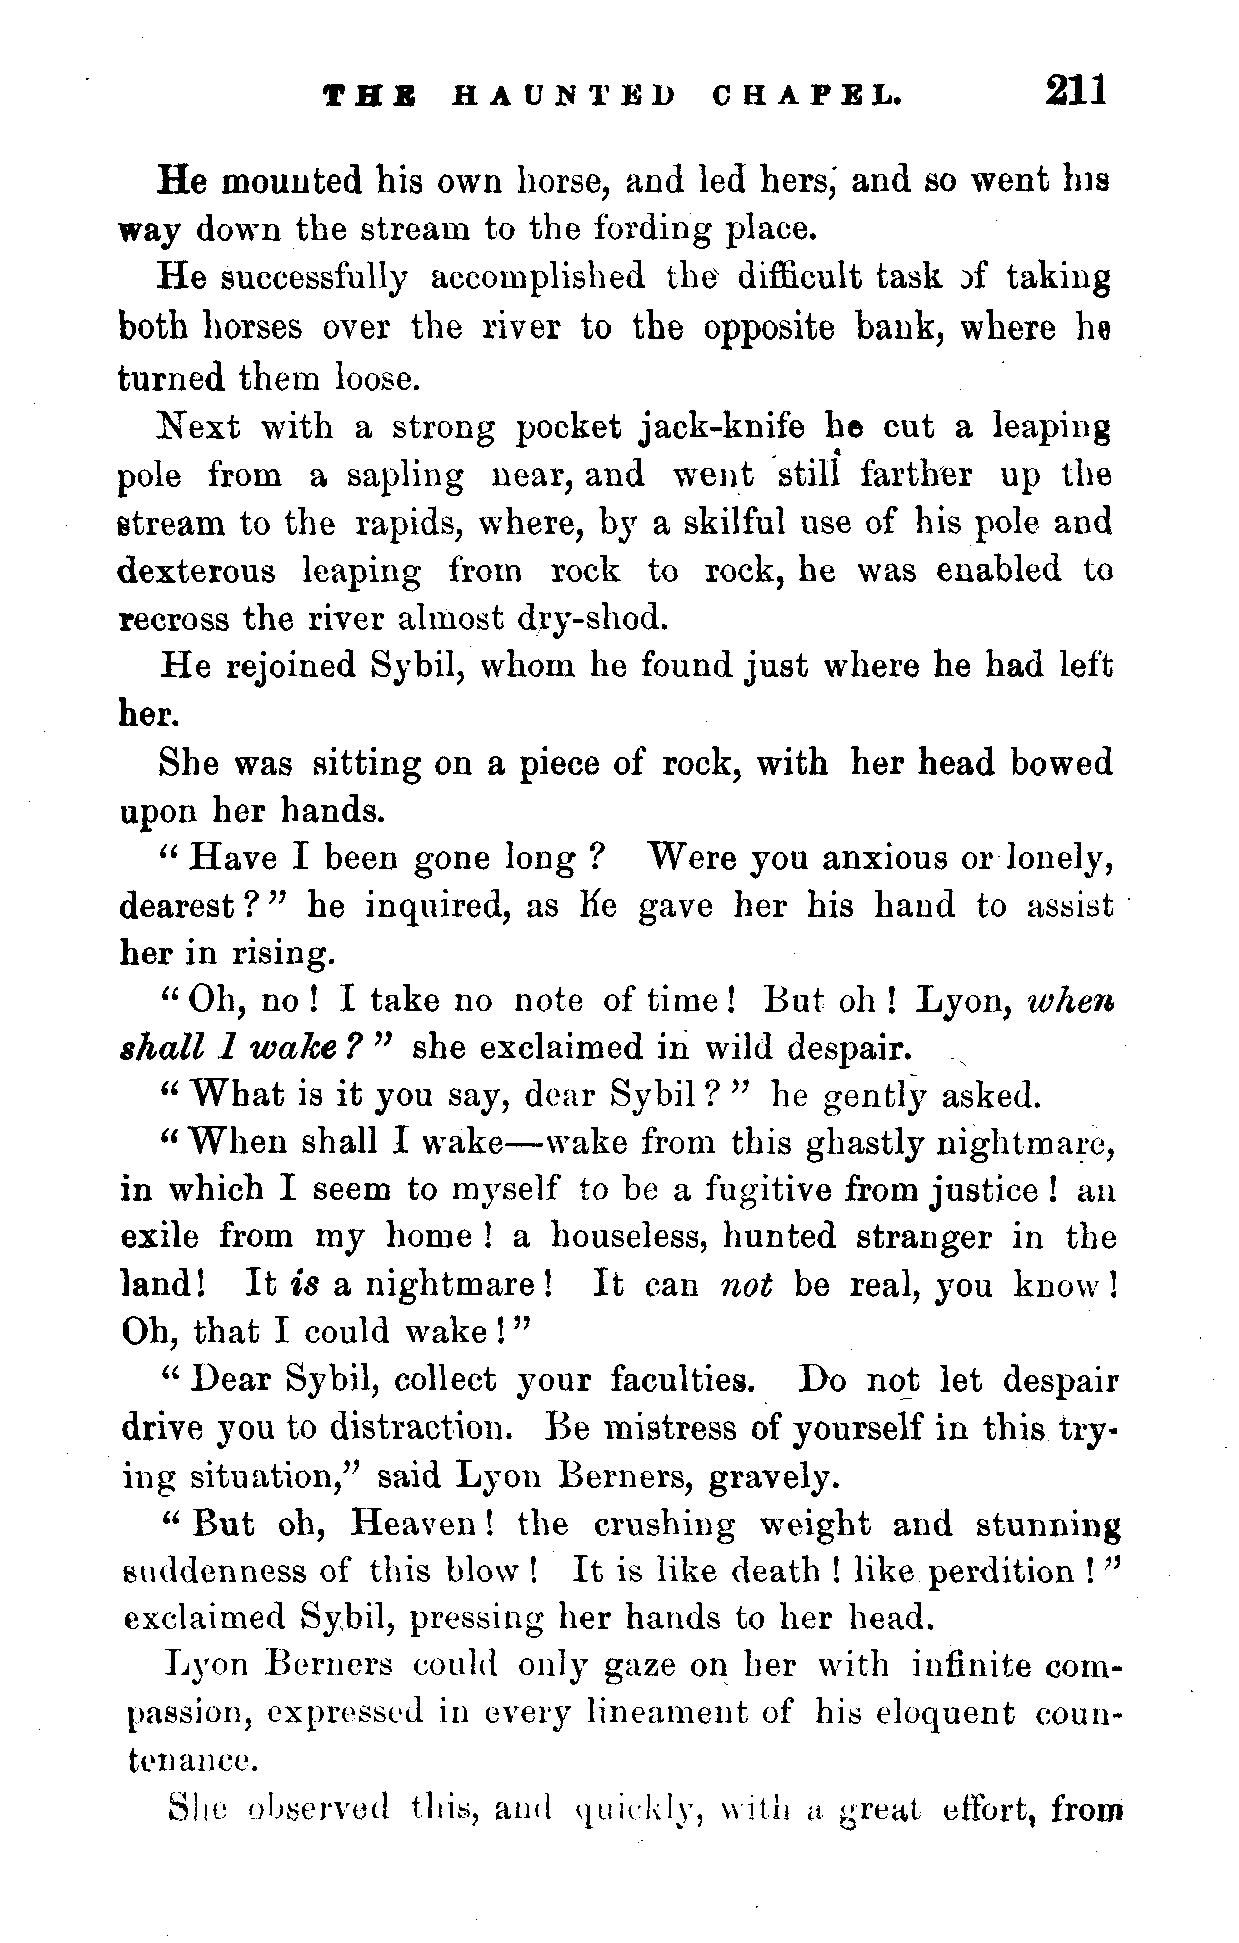 THE HAUNTED CHAPEL. 211
He mounted his own horse, and led hers, and so went his
way down the stream to the fording place.
He successfully accomplished the difficult task of taking
both horses over the river to the opposite bank, where he
turned them loose.
Next with a strong pocket jack-knife he cut a leaping
pole from a sapling near, and went still farther up the
stream to the rapids, where, by a skilful use of his pole and
dexterous leaping from rock to rock, he was enabled to
recross the river almost dry-shod.
He rejoined Sybil, whom he found just where he had left
her.
She was sitting on a piece of rock, with her head bowed
upon her hands.
“ Have I been gone long ? Were you anxious or lonely,
dearest ? ” he inquired, as he gave her his hand to assist
her in rising.
“ Oh, no ! I take no note of time ! But oh ! Lyon, when
shall I wake ? ” she exclaimed in wild despair.
“ What is it you say, dear Sybil ? ” he gently asked.
“ When shall I wake—wake from this ghastly nightmare,
in which I seem to myself to be a fugitive from justice ! an
exile from my home ! a houseless, hunted stranger in the
land! It is a nightmare ! It can not be real, you know !
Oh, that I could wake ! ”
“ Dear Sybil, collect your faculties. Do not let despair
drive you to distraction. Be mistress of yourself in this try-
ing situation,” said Lyon Berners, gravely.
“ But oh, Heaven ! the crushing weight and stunning
suddenness of this blow ! It is like death ! like perdition ! ”
exclaimed Sybil, pressing her hands to her head.
Lyon Berners could only gaze on her with infinite com-
passion, expressed in every lineament of his eloquent coun-
tenance.
She observed this, and quickly, with a great effort, from